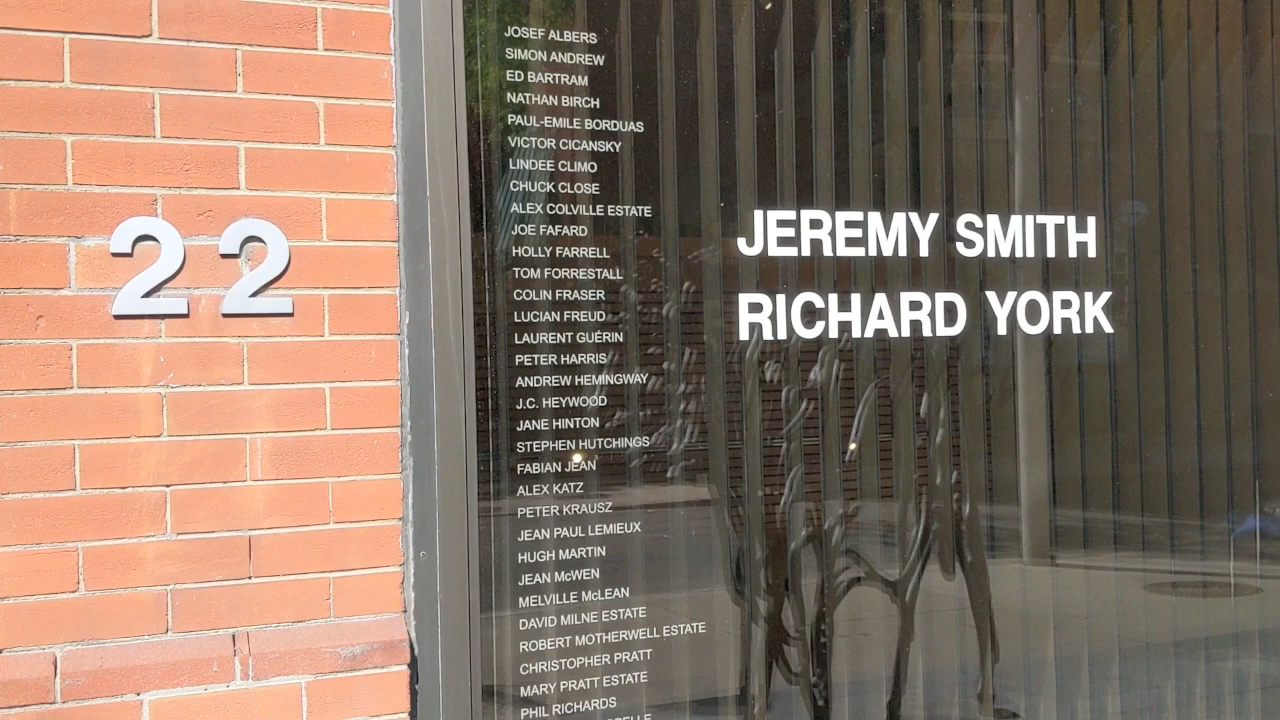 22
JOSEF ALBERS
SIMON ANDREW
ED BARTRAM
NATHAN BIRCH
PAUL-EMILE BORDUAS
VICTOR CICANSKY
LINDEE CLIMO
CHUCK CLOSE
ALEX COLVILLE ESTATE
JOE FAFARD
HOLLY FARRELL
TOM FORRESTALL
COLIN FRASER
LUCIAN FREUD
LAURENT GUÉRIN
PETER HARRIS
ANDREW HEMINGWAY
J.C. HEYWOOD
JANE HINTON
STEPHEN HUTCHINGS
FABIAN JEAN
ALEX KATZ
PETER KRAUSZ
JEAN PAUL LEMIEUX
HUGH MARTIN
JEAN McWEN
MELVILLE McLEAN
DAVID MILNE ESTATE
ROBERT MOTHERWELL ESTATE
CHRISTOPHER PRATT
MARY PRATT ESTATE
PHIL RICHARDS
JEREMY SMITH
RICHARD YORK